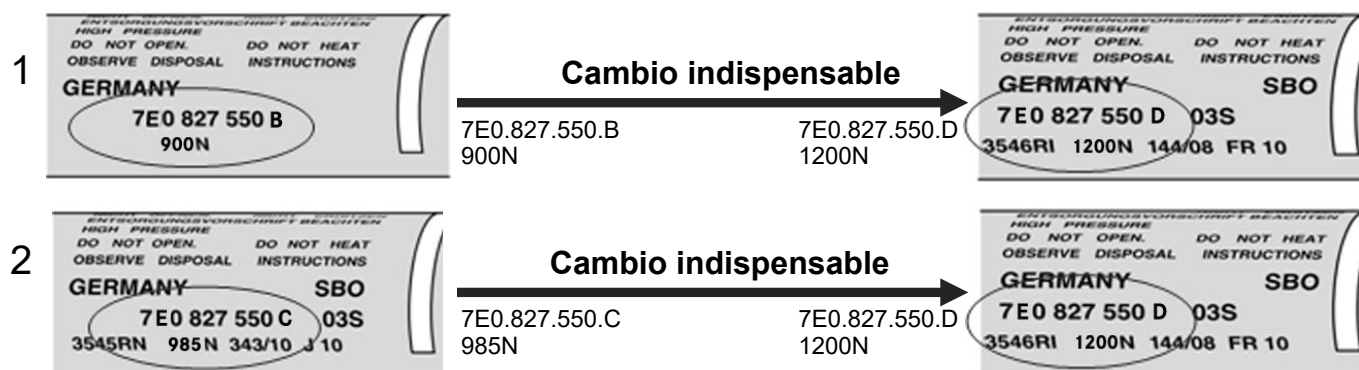 1
ENTSORGUNGSVORSCHRIFT BEACHTEN
HIGH PRESSURE
DO NOT OPEN. DO NOT HEAT
OBSERVE DISPOSAL INSTRUCTIONS
GERMANY
7E0 827 550 B
900N
Cambio indispensable
7E0.827.550.B 7E0.827.550.D
900N 1200N
ENTSORGUNGSVORSCHRIFT BEACHTEN
HIGH PRESSURE
DO NOT OPEN. DO NOT HEAT
OBSERVE DISPOSAL INSTRUCTIONS
GERMANY SBO
7E0 827 550 D 03S
3546RI 1200N 144/08 FR 10
2
ENTSORGUNGSVORSCHRIFT BEACHTEN
HIGH PRESSURE
DO NOT OPEN. DO NOT HEAT
OBSERVE DISPOSAL INSTRUCTIONS
GERMANY SBO
7E0 827 550 C 03S
3545RN 985N 343/10 J 10
Cambio indispensable
7E0.827.550.C 7E0.827.550.D
985N 1200N
ENTSORGUNGSVORSCHRIFT BEACHTEN
HIGH PRESSURE
DO NOT OPEN. DO NOT HEAT
OBSERVE DISPOSAL INSTRUCTIONS
GERMANY SBO
7E0 827 550 D 03S
3546RI 1200N 144/08 FR 10